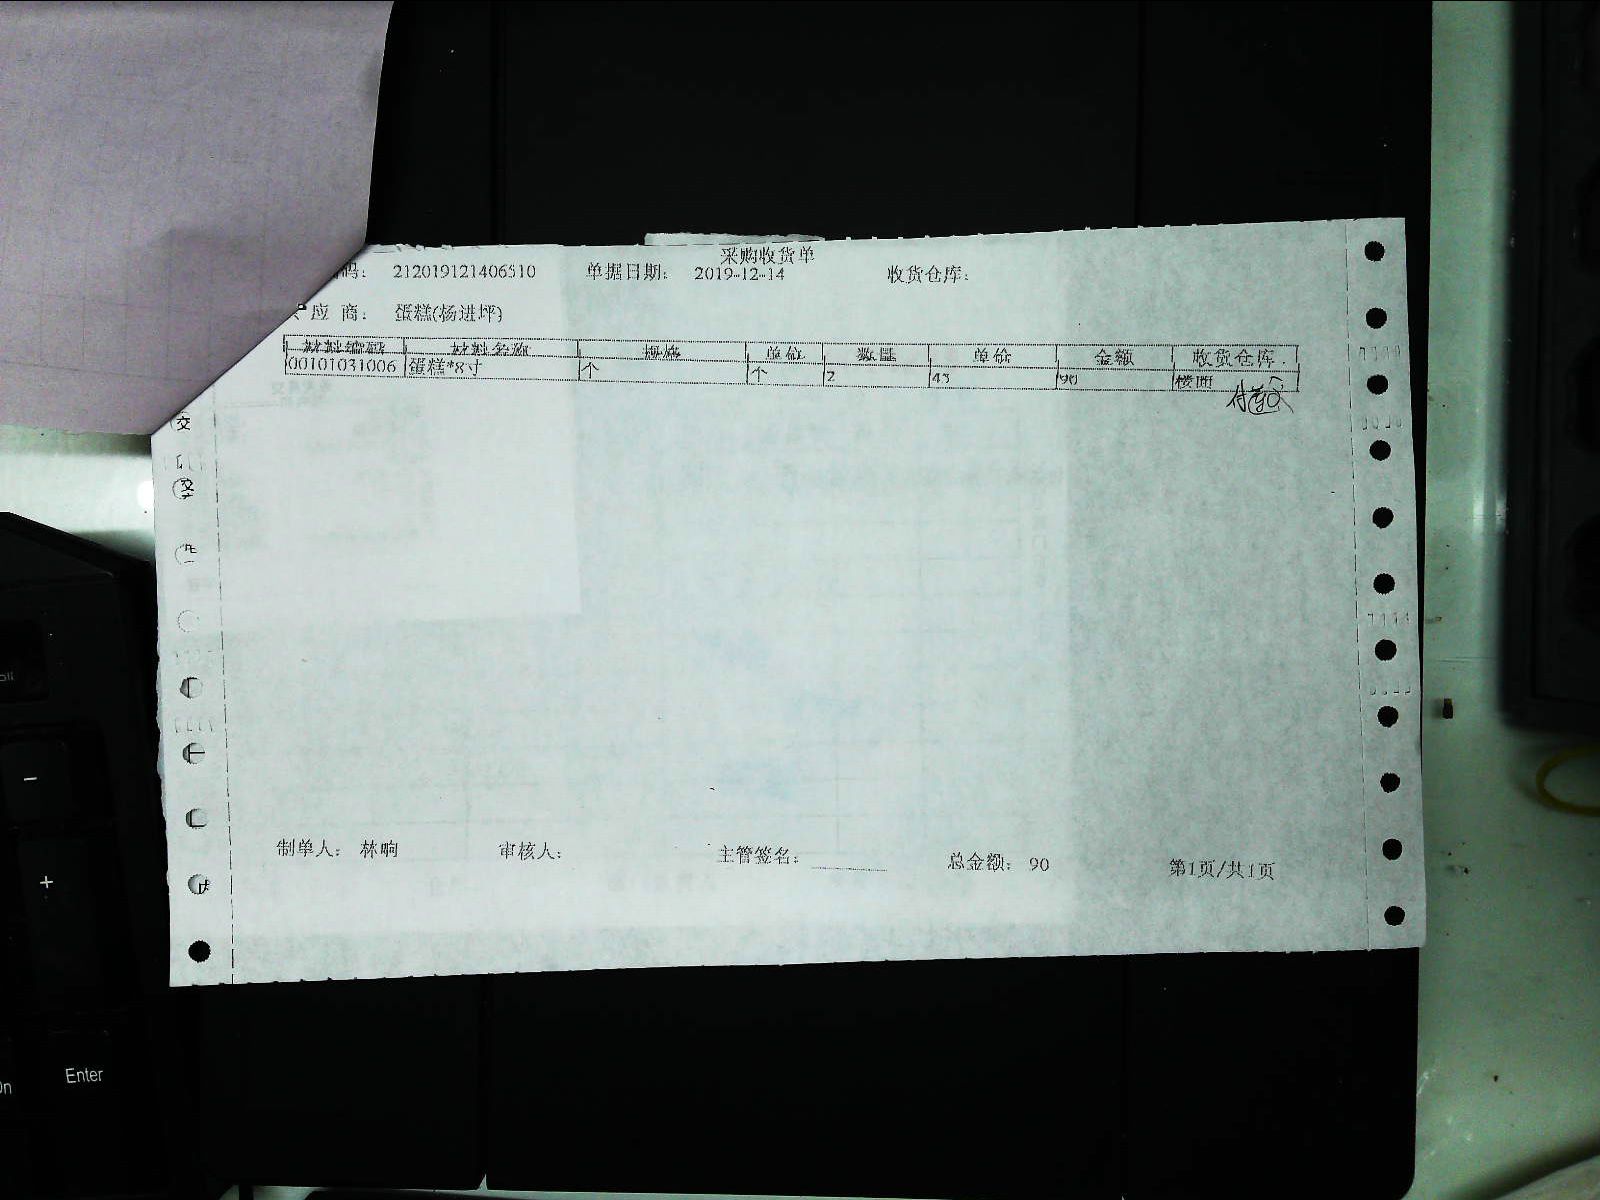 采购收货单
码： 212019121406510 单据日期： 2019-12-14 收货仓库：
应 商： 蛋糕(杨进坪)
材料编码 材料名称 规格 单位 数量 单价 金额 收货仓库
00101031006 蛋糕*8寸 个 个 2 45 90 楼面
制单人： 林响 审核人： 主管签名： 总金额： 90 第1页/共1页
Enter